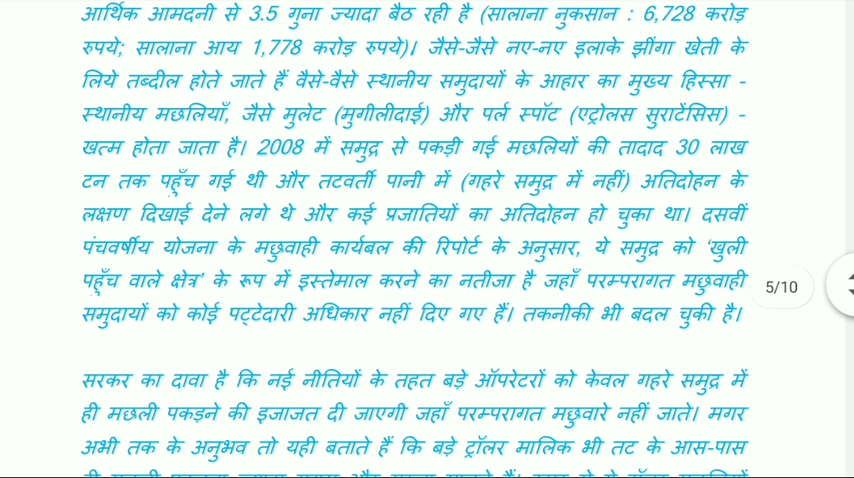 आर्थिक आमदनी से 3.5 गुना ज्यादा बैठ रही है (सालाना नुकसान : 6,728 करोड़
रुपये; सालाना आय 1,778 करोड़ रुपये)। जैसे-जैसे नए-नए इलाके झींगा खेती के
लिये तब्दील होते जाते हैं वैसे-वैसे स्थानीय समुदायों के आहार का मुख्य हिस्सा -
स्थानीय मछलियाँ, जैसे मुलेट (मुगीलीदाई) और पर्ल स्पॉट (एट्रोलस सुराटेंसिस) -
खत्म होता जाता है। 2008 में समुद्र से पकड़ी गई मछलियों की तादाद 30 लाख
टन तक पहुँच गई थी और तटवर्ती पानी में (गहरे समुद्र में नहीं) अतिदोहन के
लक्षण दिखाई देने लगे थे और कई प्रजातियों का अतिदोहन हो चुका था। दसवीं
पंचवर्षीय योजना के मछुवाही कार्यबल की रिपोर्ट के अनुसार, ये समुद्र को ‘खुली
पहुँच वाले क्षेत्र’ के रूप में इस्तेमाल करने का नतीजा है जहाँ परम्परागत मछुवाही
5/10
समुदायों को कोई पट्टेदारी अधिकार नहीं दिए गए हैं। तकनीकी भी बदल चुकी है।
सरकर का दावा है कि नई नीतियों के तहत बड़े ऑपरेटरों को केवल गहरे समुद्र में
ही मछली पकड़ने की इजाजत दी जाएगी जहाँ परम्परागत मछुवारे नहीं जाते। मगर
अभी तक के अनुभव तो यही बताते हैं कि बड़े ट्रॉलर मालिक भी तट के आस-पास